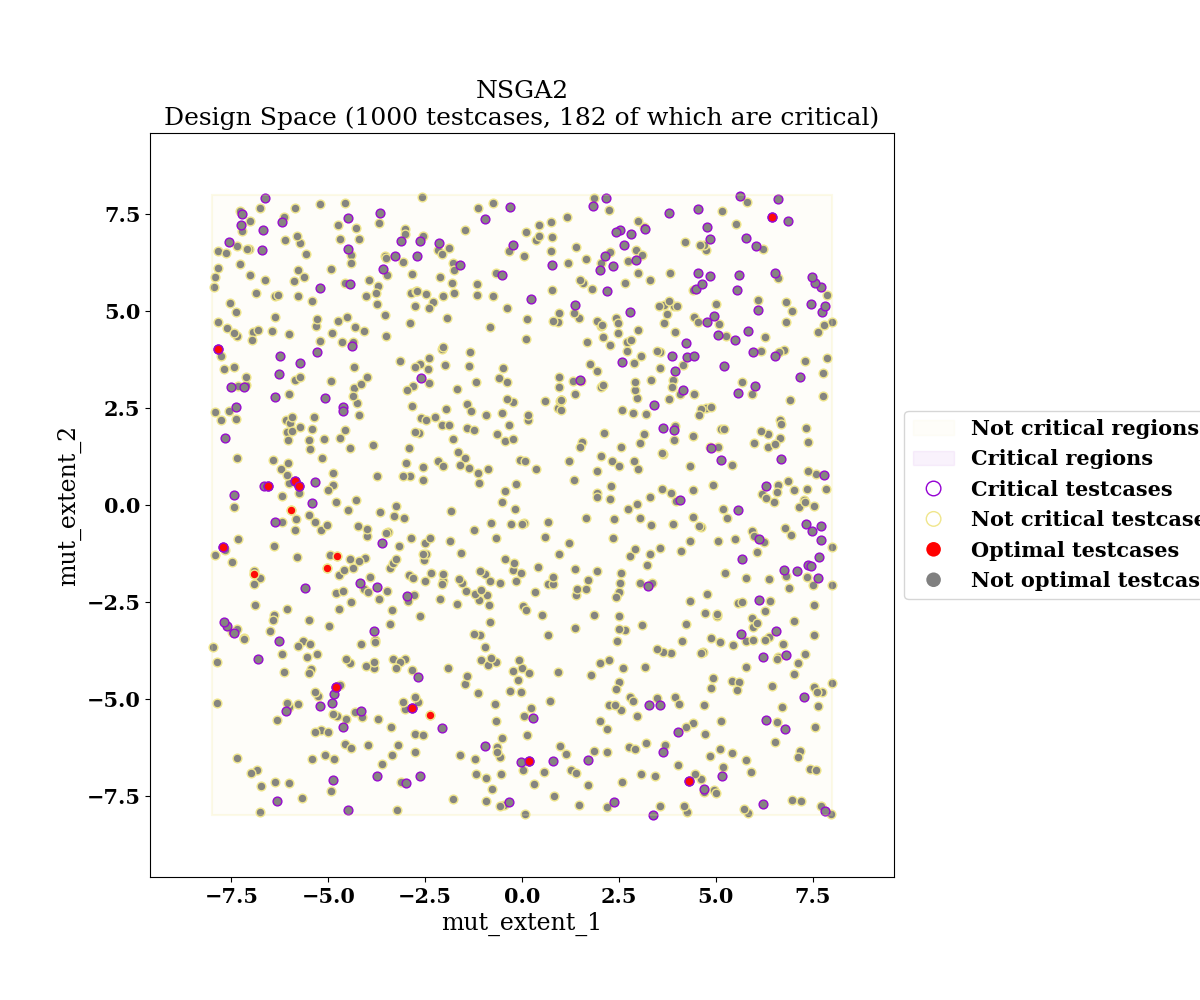 NSGA2
Design Space (1000 testcases, 182 of which are critical)
7.5
5.0
2.5
0.0
−2.5
−5.0
−7.5
mut_extent_2
−7.5 −5.0 −2.5 0.0 2.5 5.0 7.5
mut_extent_1
Not critical regions
Critical regions
Critical testcases
Not critical testcase
Optimal testcases
Not optimal testcas